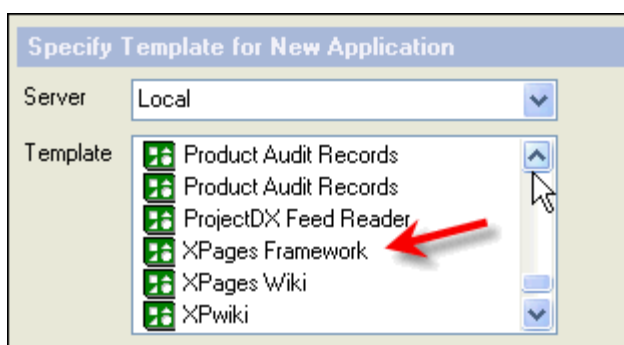 Specify Template for New Application
Server Local
Template
Product Audit Records
Product Audit Records
ProjectDX Feed Reader
XPages Framework
XPages Wiki
XPwiki